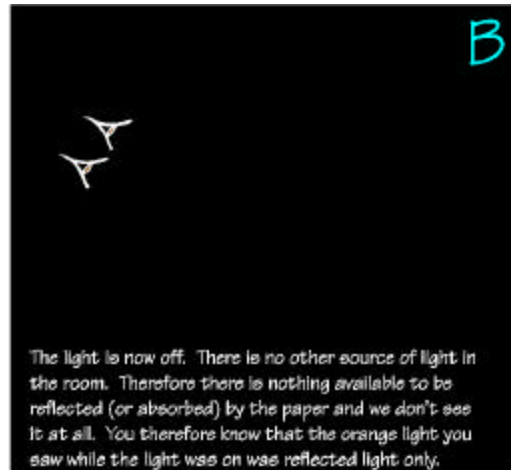 B
The light is now off.  There is no other source of light in
the room.  Therefore there is nothing available to be
reflected (or absorbed) by the paper and we don't see
it at all.  You therefore know that the orange light you
saw while the light was on was reflected light only.